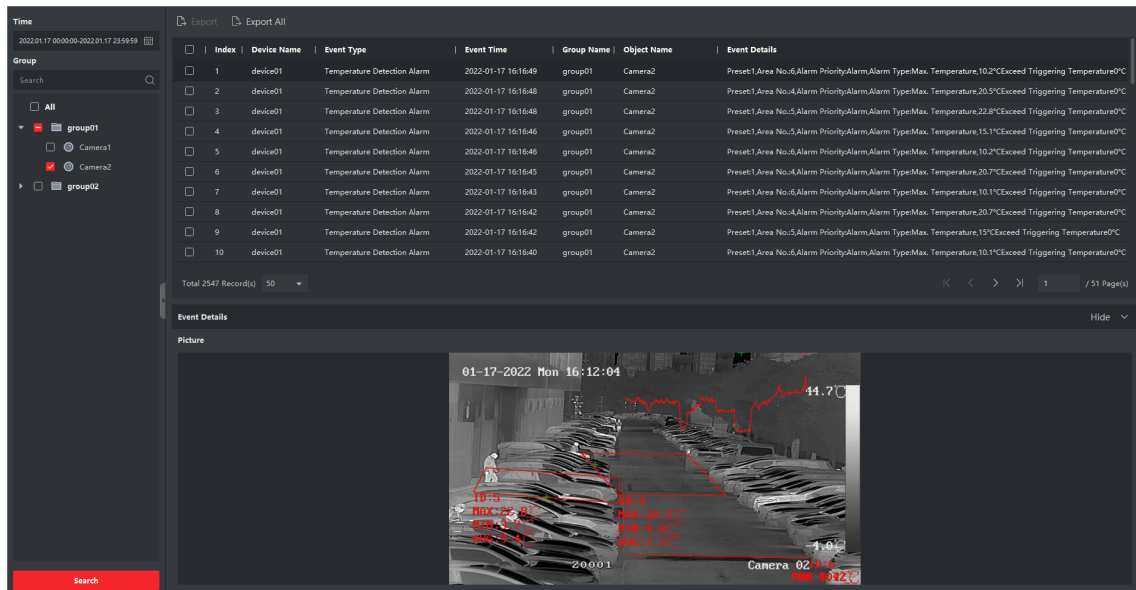 Time
2022.01.17 00:00:00-2022.01.17 23:59:59
Group
Search
All
group01
Camera1
Camera2
group02
Search
Export Export All
Index Device Name Event Type Event Time Group Name Object Name Event Details
1 device01 Temperature Detection Alarm 2022-01-17 16:16:49 group01 Camera2 Preset:1,Area No.:6,Alarm Priority:Alarm,Alarm Type:Max. Temperature,10.2°CExceed Triggering Temperature0°C
2 device01 Temperature Detection Alarm 2022-01-17 16:16:48 group01 Camera2 Preset:1,Area No.:4,Alarm Priority:Alarm,Alarm Type:Max. Temperature,20.5°CExceed Triggering Temperature0°C
3 device01 Temperature Detection Alarm 2022-01-17 16:16:48 group01 Camera2 Preset:1,Area No.:5,Alarm Priority:Alarm,Alarm Type:Max. Temperature,22.8°CExceed Triggering Temperature0°C
4 device01 Temperature Detection Alarm 2022-01-17 16:16:46 group01 Camera2 Preset:1,Area No.:5,Alarm Priority:Alarm,Alarm Type:Max. Temperature,15.1°CExceed Triggering Temperature0°C
5 device01 Temperature Detection Alarm 2022-01-17 16:16:46 group01 Camera2 Preset:1,Area No.:6,Alarm Priority:Alarm,Alarm Type:Max. Temperature,10.2°CExceed Triggering Temperature0°C
6 device01 Temperature Detection Alarm 2022-01-17 16:16:45 group01 Camera2 Preset:1,Area No.:4,Alarm Priority:Alarm,Alarm Type:Max. Temperature,20.7°CExceed Triggering Temperature0°C
7 device01 Temperature Detection Alarm 2022-01-17 16:16:43 group01 Camera2 Preset:1,Area No.:6,Alarm Priority:Alarm,Alarm Type:Max. Temperature,10.1°CExceed Triggering Temperature0°C
8 device01 Temperature Detection Alarm 2022-01-17 16:16:42 group01 Camera2 Preset:1,Area No.:4,Alarm Priority:Alarm,Alarm Type:Max. Temperature,20.7°CExceed Triggering Temperature0°C
9 device01 Temperature Detection Alarm 2022-01-17 16:16:42 group01 Camera2 Preset:1,Area No.:5,Alarm Priority:Alarm,Alarm Type:Max. Temperature,15°CExceed Triggering Temperature0°C
10 device01 Temperature Detection Alarm 2022-01-17 16:16:40 group01 Camera2 Preset:1,Area No.:6,Alarm Priority:Alarm,Alarm Type:Max. Temperature,10.1°CExceed Triggering Temperature0°C
Total 2547 Record(s) 50 1 / 51 Page(s)
Event Details Hide
Picture
01-17-2022 Mon 16:12:04
44.7℃
ID:5
MAX:22.8℃
ID:4
MAX:20.5℃
MIN:4.0℃
AVG:7.7℃
-4.0℃
20001 Camera 02